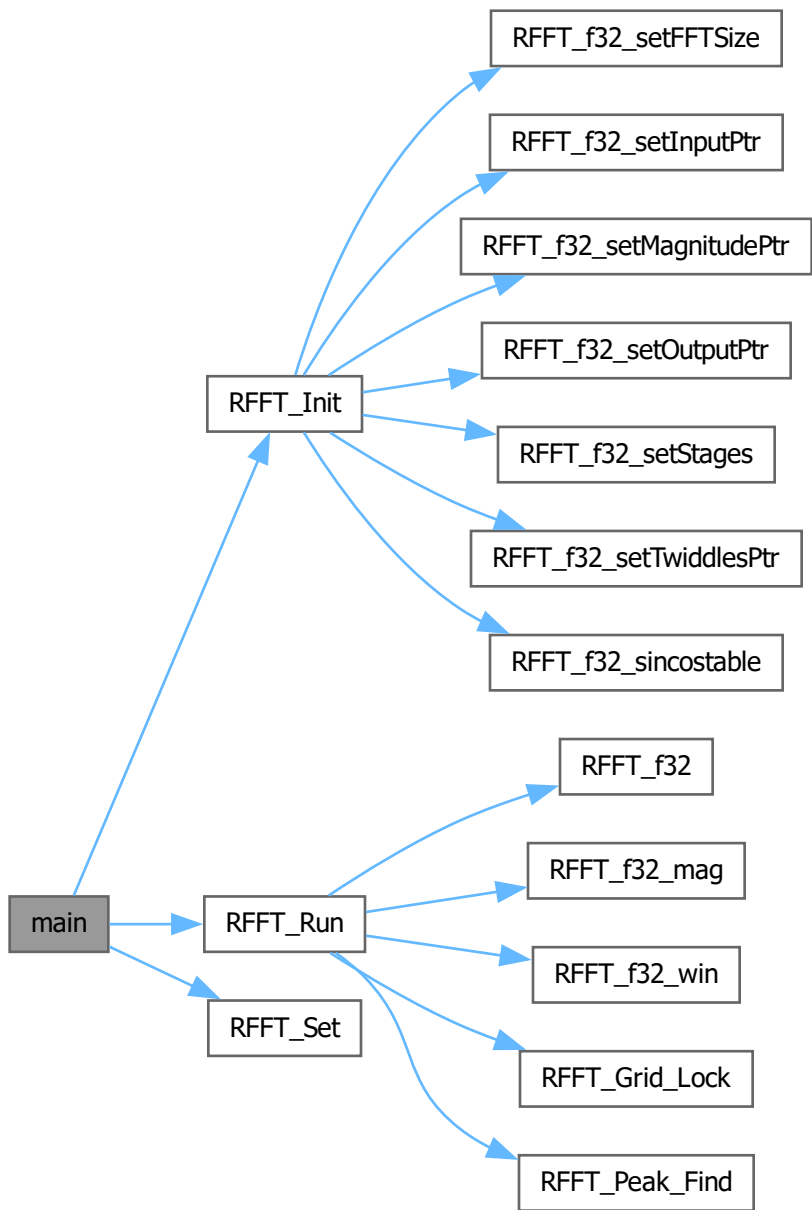 RFFT_f32_setFFTSize
RFFT_f32_setInputPtr
RFFT_f32_setMagnitudePtr
RFFT_f32_setOutputPtr
RFFT_Init
RFFT_f32_setStages
RFFT_f32_setTwiddlesPtr
RFFT_f32_sincostable
RFFT_f32
RFFT_f32_mag
main
RFFT_Run
RFFT_f32_win
RFFT_Set
RFFT_Grid_Lock
RFFT_Peak_Find